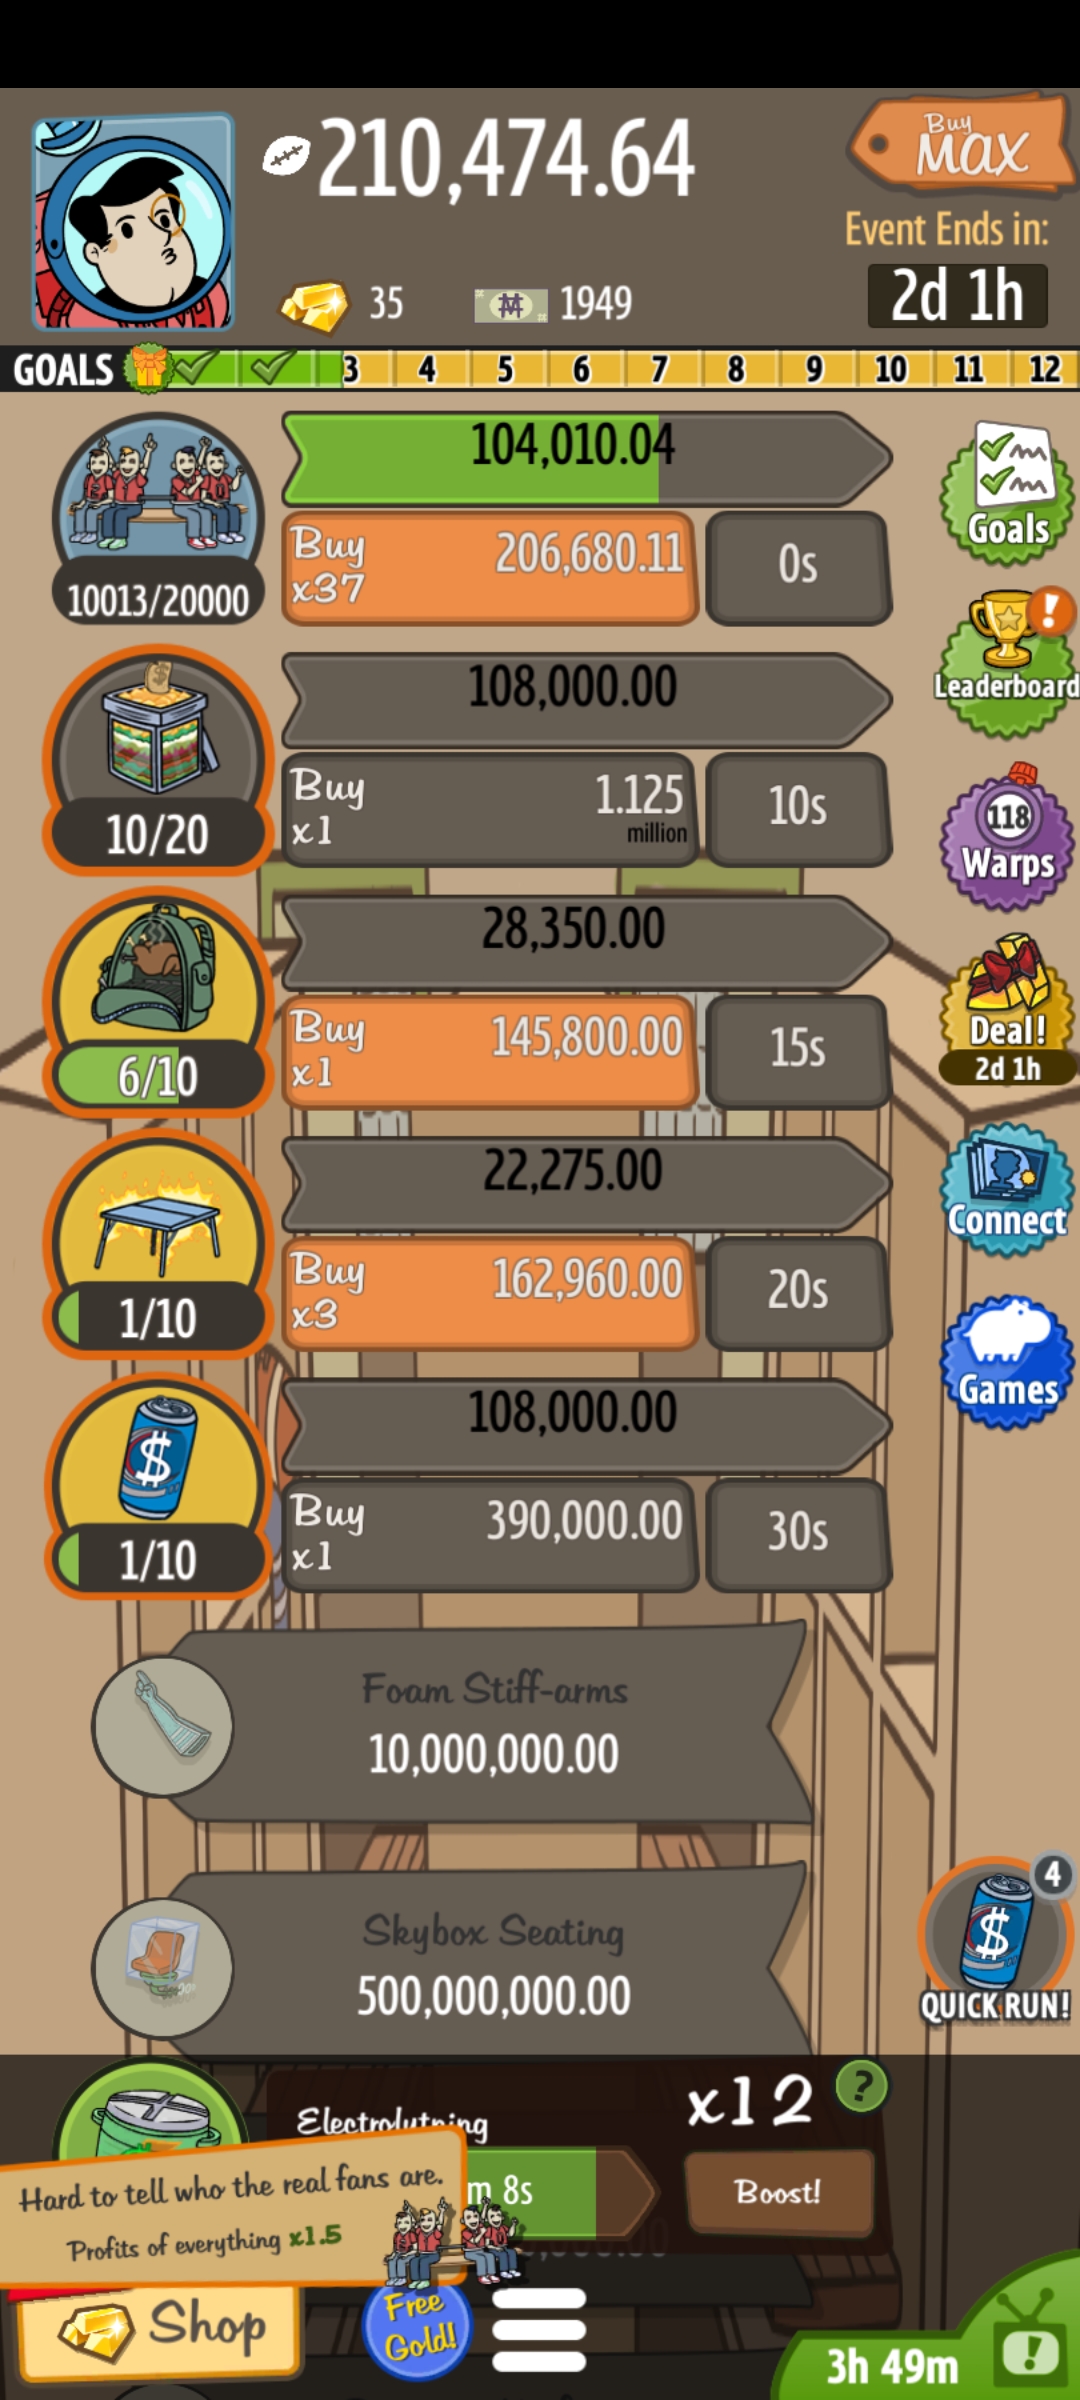 210,474.64
Buy
MAX
Event Ends in:
2d 1h
35
1949
GOALS 3 4 5 6 7 8 9 10 11 12
104,010.04
Buy
x37
206,680.11
0s
10013/20000
Goals
108,000.00
Buy
x1
1.125
million
10s
10/20
Leaderboard
118
Warps
28,350.00
Buy
x1
145,800.00
15s
6/10
Deal!
2d 1h
22,275.00
Buy
x3
162,960.00
20s
1/10
Connect
108,000.00
Buy
x1
390,000.00
30s
1/10
Games
Foam Stiff-arms
10,000,000.00
Skybox Seating
500,000,000.00
4
QUICK RUN!
x12
?
m 8s
Boost!
Hard to tell who the real fans are.
Profits of everything x1.5
Shop
Free
Gold!
3h 49m
!